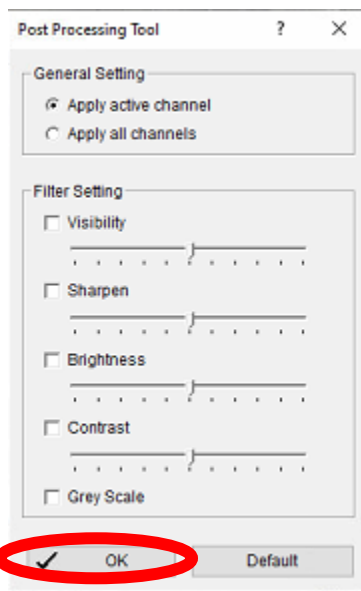 Post Processing Tool ?
General Setting
Apply active channel
Apply all channels
Filter Setting
Visibility
Sharpen
Brightness
Contrast
Grey Scale
OK Default